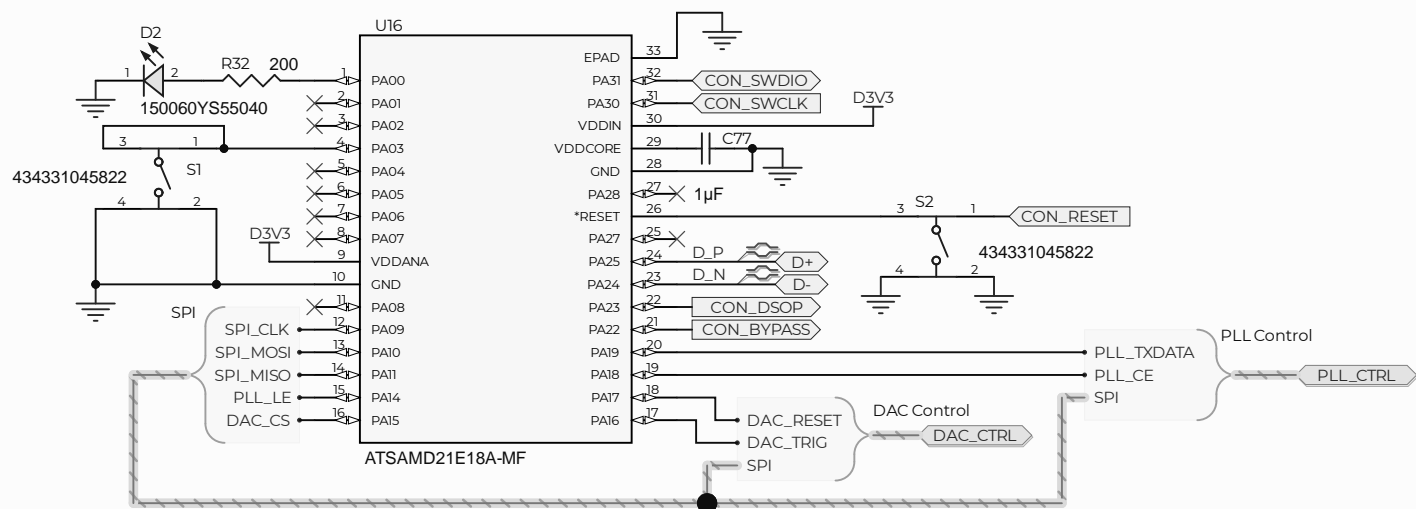 U16
D2
1
2
R32
200
150060YS55040
3
1
S1
434331045822
4
2
D3V3
1 PA00
2 PA01
3 PA02
4 PA03
5 PA04
6 PA05
7 PA06
8 PA07
9 VDDANA
10 GND
11 PA08
12 PA09
13 PA10
14 PA11
15 PA14
16 PA15
SPI
SPI_CLK
SPI_MOSI
SPI_MISO
PLL_LE
DAC_CS
EPAD 33
PA31 32
PA30 31
VDDIN 30
VDDCORE 29
GND 28
PA28 27
*RESET 26
PA27 25
PA25 24
PA24 23
PA23 22
PA22 21
PA19 20
PA18 19
PA17 18
PA16 17
ATSAMD21E18A-MF
CON_SWDIO
CON_SWCLK
D3V3
C77
1µF
S2
3
1
CON_RESET
434331045822
4
2
D_P
D+
D_N
D-
CON_DSOP
CON_BYPASS
PLL Control
PLL_TXDATA
PLL_CE
SPI
PLL_CTRL
DAC Control
DAC_RESET
DAC_TRIG
SPI
DAC_CTRL